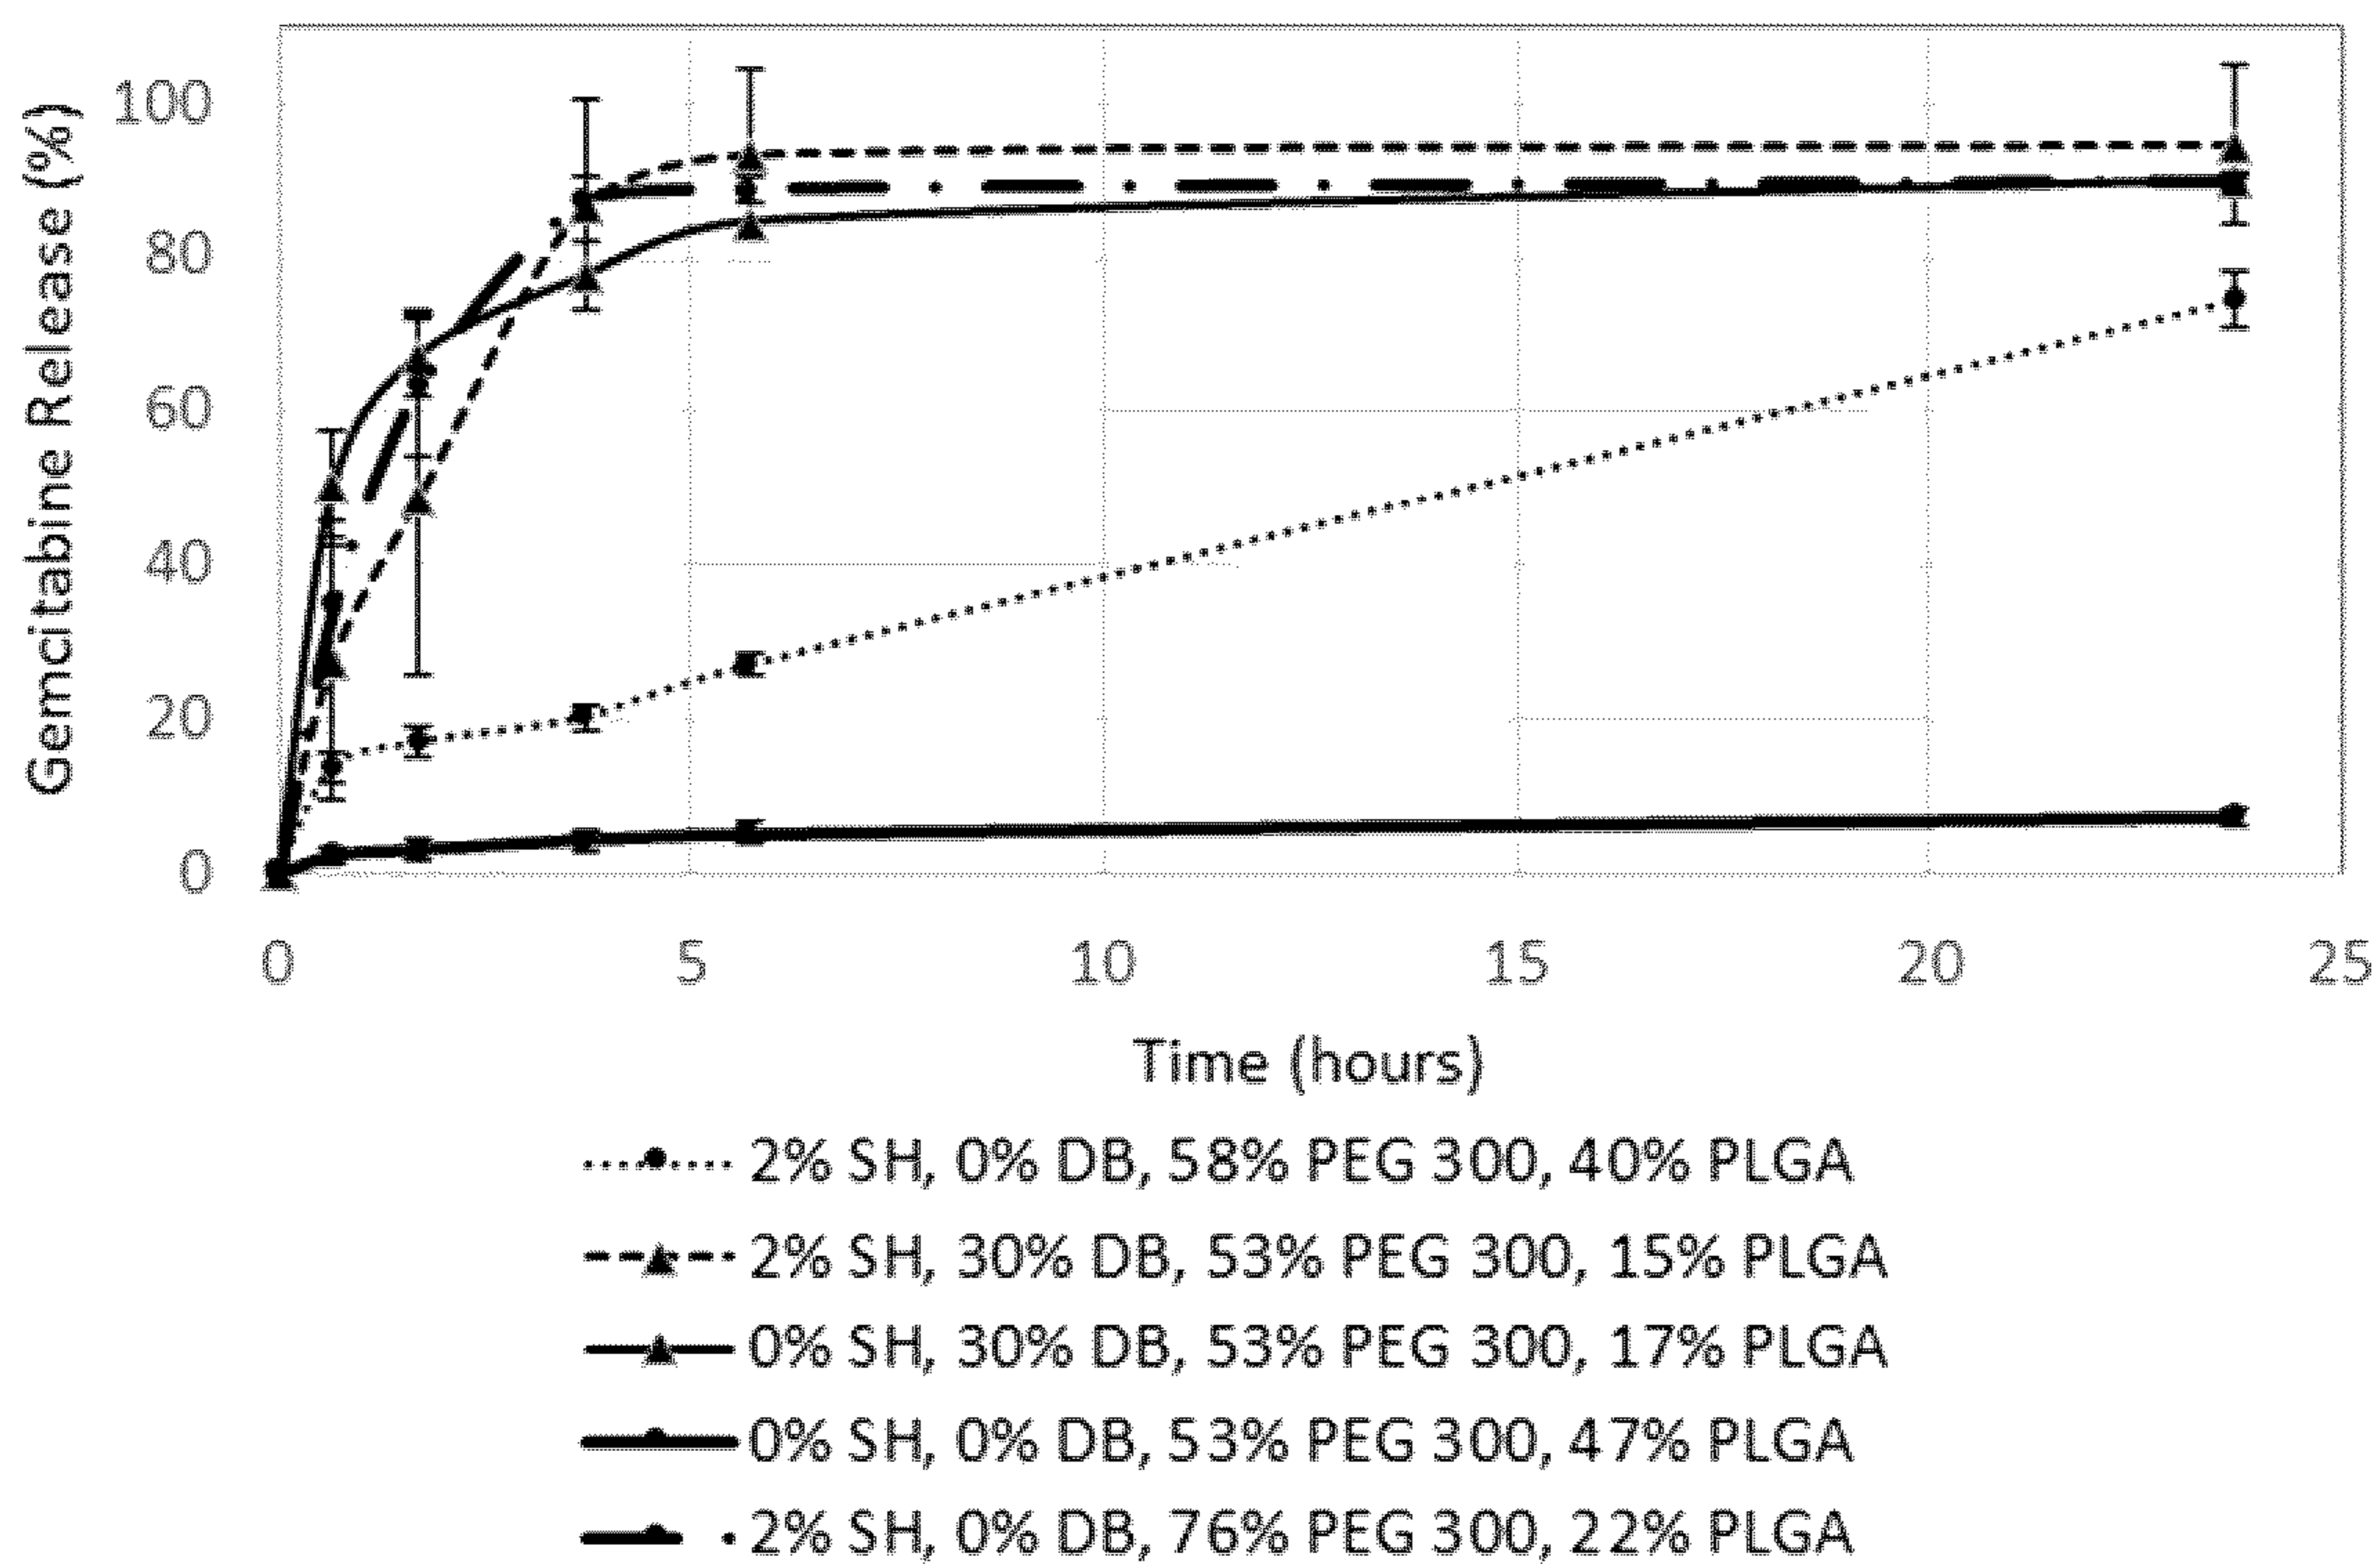 Gemcitabine Release (%)
100
80
60
40
20
0
0 5 10 15 20 25
Time (hours)
2% SH, 0% DB, 58% PEG 300, 40% PLGA
2% SH, 30% DB, 53% PEG 300, 15% PLGA
0% SH, 30% DB, 53% PEG 300, 17% PLGA
0% SH, 0% DB, 53% PEG 300, 47% PLGA
2% SH, 0% DB, 76% PEG 300, 22% PLGA